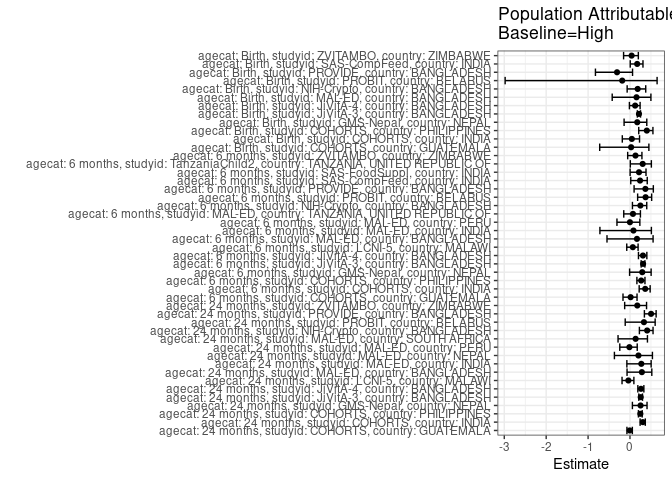 Population Attributable
Baseline=High
agecat: Birth, studyid: ZVITAMBO, country: ZIMBABWE
agecat: Birth, studyid: SAS-CompFeed, country: INDIA
agecat: Birth, studyid: PROVIDE, country: BANGLADESH
agecat: Birth, studyid: PROBIT, country: BELARUS
agecat: Birth, studyid: NIH-Crypto, country: BANGLADESH
agecat: Birth, studyid: MAL-ED, country: BANGLADESH
agecat: Birth, studyid: JiVitA-4, country: BANGLADESH
agecat: Birth, studyid: JiVitA-3, country: BANGLADESH
agecat: Birth, studyid: GMS-Nepal, country: NEPAL
agecat: Birth, studyid: COHORTS, country: PHILIPPINES
agecat: Birth, studyid: COHORTS, country: INDIA
agecat: Birth, studyid: COHORTS, country: GUATEMALA
agecat: 6 months, studyid: ZVITAMBO, country: ZIMBABWE
agecat: 6 months, studyid: TanzaniaChild2, country: TANZANIA, UNITED REPUBLIC OF
agecat: 6 months, studyid: SAS-FoodSuppl, country: INDIA
agecat: 6 months, studyid: SAS-CompFeed, country: INDIA
agecat: 6 months, studyid: PROVIDE, country: BANGLADESH
agecat: 6 months, studyid: PROBIT, country: BELARUS
agecat: 6 months, studyid: NIH-Crypto, country: BANGLADESH
agecat: 6 months, studyid: MAL-ED, country: TANZANIA, UNITED REPUBLIC OF
agecat: 6 months, studyid: MAL-ED, country: PERU
agecat: 6 months, studyid: MAL-ED, country: INDIA
agecat: 6 months, studyid: MAL-ED, country: BANGLADESH
agecat: 6 months, studyid: LCNI-5, country: MALAWI
agecat: 6 months, studyid: JiVitA-4, country: BANGLADESH
agecat: 6 months, studyid: JiVitA-3, country: BANGLADESH
agecat: 6 months, studyid: GMS-Nepal, country: NEPAL
agecat: 6 months, studyid: COHORTS, country: PHILIPPINES
agecat: 6 months, studyid: COHORTS, country: INDIA
agecat: 6 months, studyid: COHORTS, country: GUATEMALA
agecat: 24 months, studyid: ZVITAMBO, country: ZIMBABWE
agecat: 24 months, studyid: PROVIDE, country: BANGLADESH
agecat: 24 months, studyid: PROBIT, country: BELARUS
agecat: 24 months, studyid: NIH-Crypto, country: BANGLADESH
agecat: 24 months, studyid: MAL-ED, country: SOUTH AFRICA
agecat: 24 months, studyid: MAL-ED, country: PERU
agecat: 24 months, studyid: MAL-ED, country: NEPAL
agecat: 24 months, studyid: MAL-ED, country: INDIA
agecat: 24 months, studyid: MAL-ED, country: BANGLADESH
agecat: 24 months, studyid: LCNI-5, country: MALAWI
agecat: 24 months, studyid: JiVitA-4, country: BANGLADESH
agecat: 24 months, studyid: JiVitA-3, country: BANGLADESH
agecat: 24 months, studyid: GMS-Nepal, country: NEPAL
agecat: 24 months, studyid: COHORTS, country: PHILIPPINES
agecat: 24 months, studyid: COHORTS, country: INDIA
agecat: 24 months, studyid: COHORTS, country: GUATEMALA
-3 -2 -1 0
Estimate